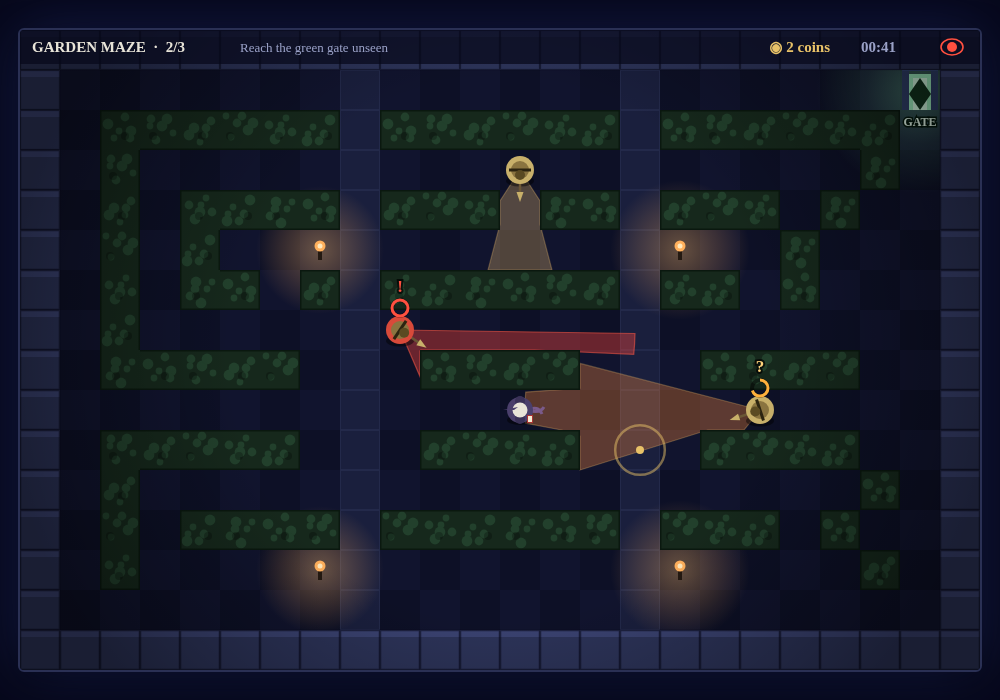 GARDEN MAZE · 2/3
Reach the green gate unseen
2 coins
00:41
GATE
!
?